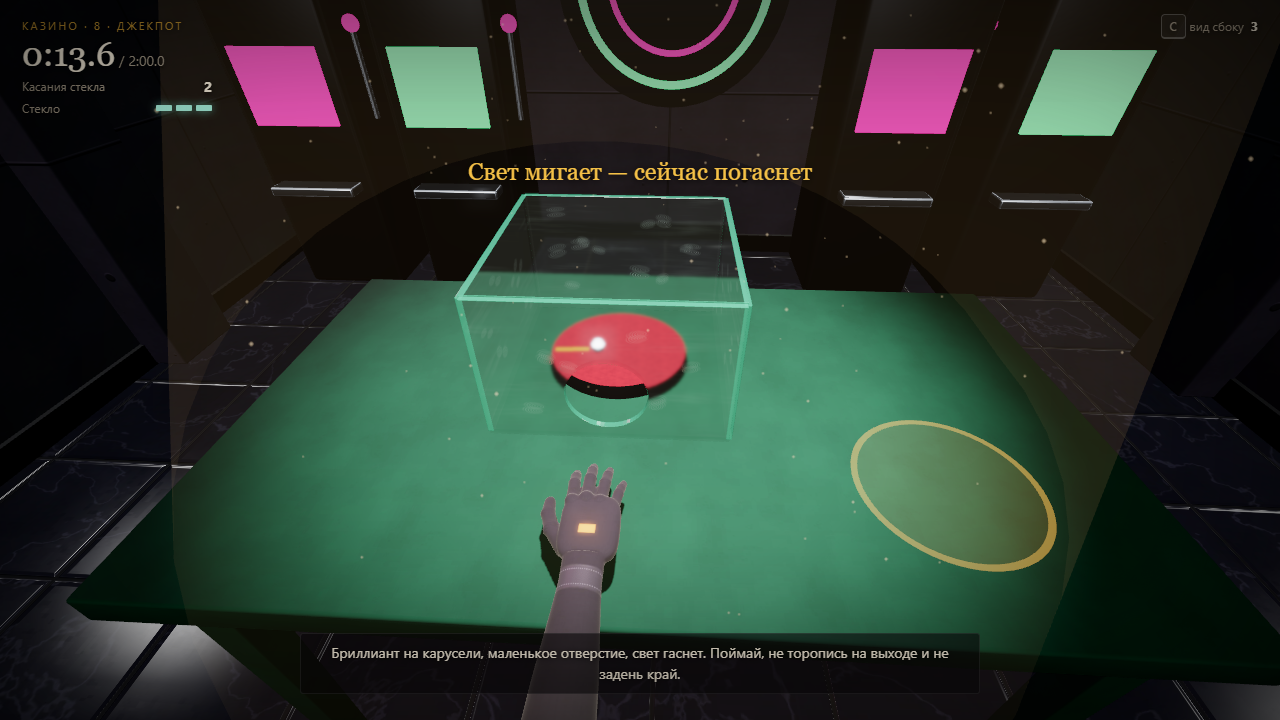 КАЗИНО · 8 · ДЖЕКПОТ
0:13.6 / 2:00.0
Касания стекла 2
Стекло
C вид сбоку 3
Свет мигает — сейчас погаснет
Бриллиант на карусели, маленькое отверстие, свет гаснет. Поймай, не торопись на выходе и не
задень край.